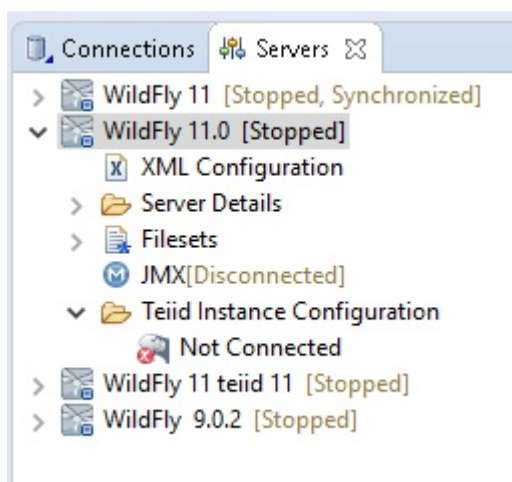 Connections Servers
WildFly 11 [Stopped, Synchronized]
WildFly 11.0 [Stopped]
XML Configuration
Server Details
Filesets
JMX[Disconnected]
Teiid Instance Configuration
Not Connected
WildFly 11 teiid 11 [Stopped]
WildFly 9.0.2 [Stopped]